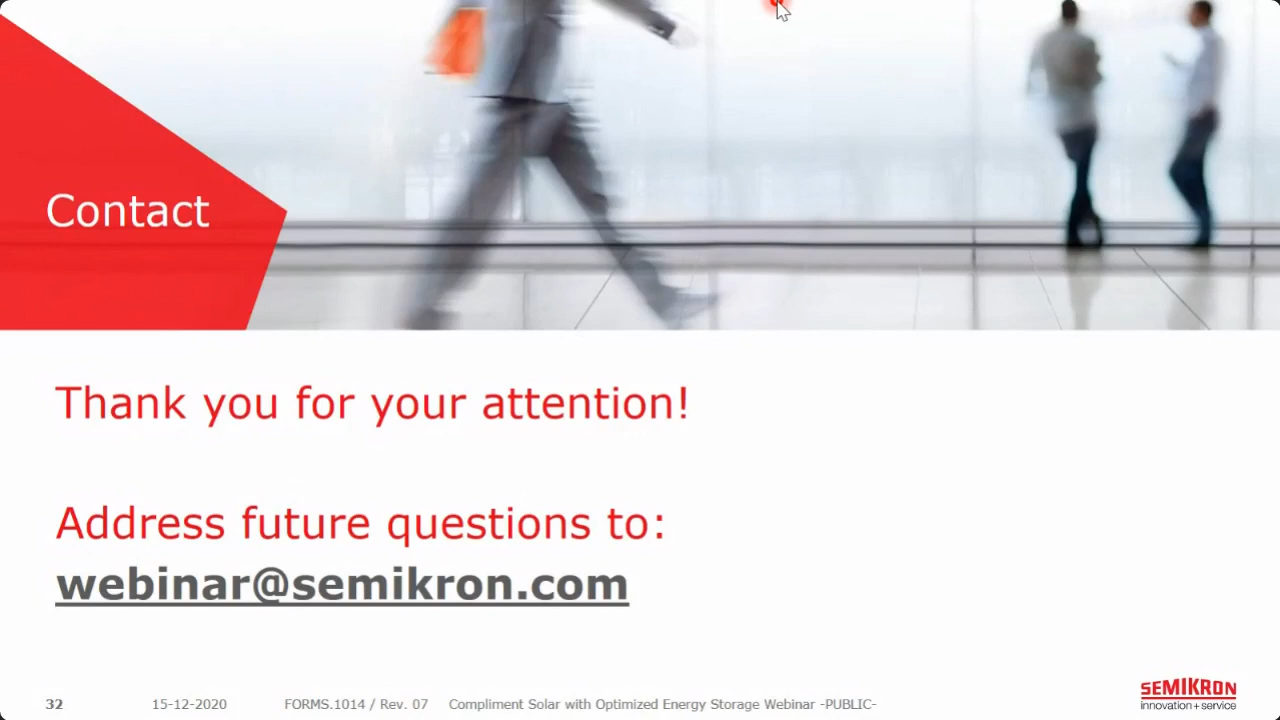 Contact
Thank you for your attention!
Address future questions to:
webinar@semikron.com
32 15-12-2020 FORMS.1014 / Rev. 07 Compliment Solar with Optimized Energy Storage Webinar -PUBLIC-
SEMIKRON
innovation+service